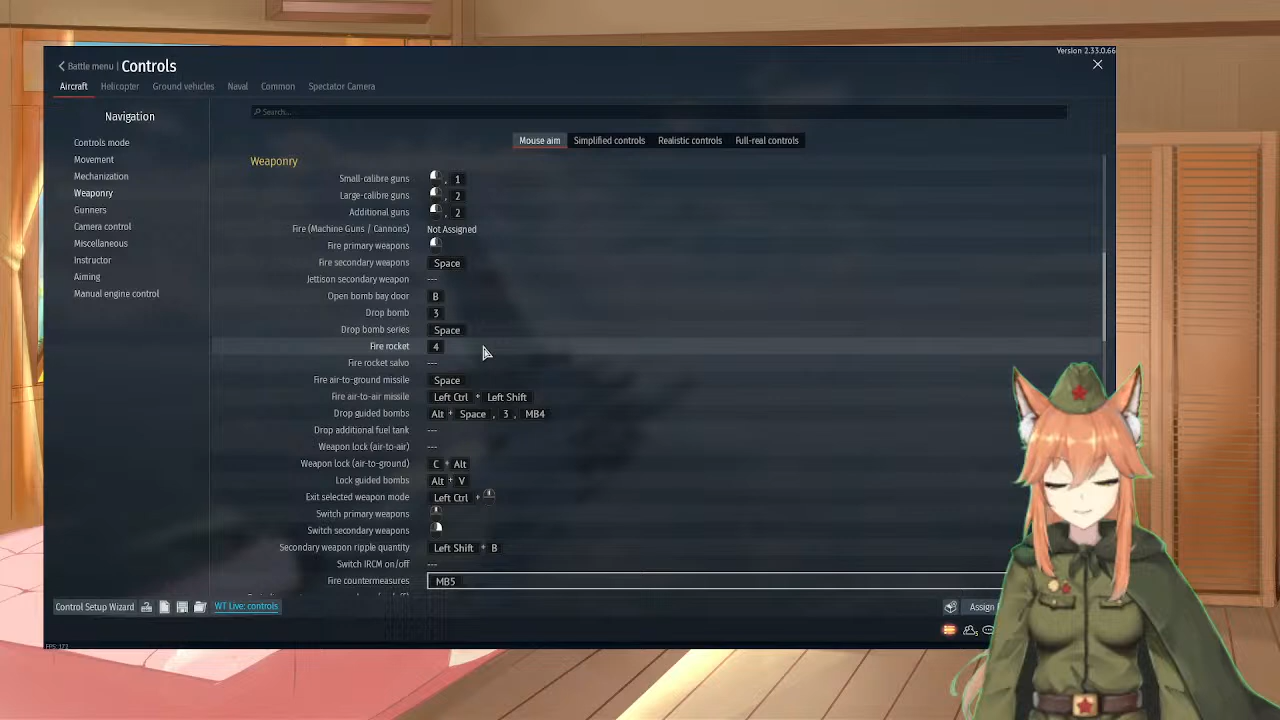 Version 2.33.0.66
Battle menu | Controls
Aircraft Helicopter Ground vehicles Naval Common Spectator Camera
Navigation
Controls mode
Movement
Mechanization
Weaponry
Gunners
Camera control
Miscellaneous
Instructor
Aiming
Manual engine control
Search...
Mouse aim Simplified controls Realistic controls Full-real controls
Weaponry
Small-calibre guns , 1
Large-calibre guns , 2
Additional guns , 2
Fire (Machine Guns / Cannons) Not Assigned
Fire primary weapons
Fire secondary weapons Space
Jettison secondary weapon ---
Open bomb bay door B
Drop bomb 3
Drop bomb series Space
Fire rocket 4
Fire rocket salvo ---
Fire air-to-ground missile Space
Fire air-to-air missile Left Ctrl + Left Shift
Drop guided bombs Alt + Space , 3 , MB4
Drop additional fuel tank ---
Weapon lock (air-to-air) ---
Weapon lock (air-to-ground) C + Alt
Lock guided bombs Alt + V
Exit selected weapon mode Left Ctrl +
Switch primary weapons
Switch secondary weapons
Secondary weapon ripple quantity Left Shift + B
Switch IRCM on/off ---
Fire countermeasures MB5
Control Setup Wizard WT Live: controls Assign
FPS: 172